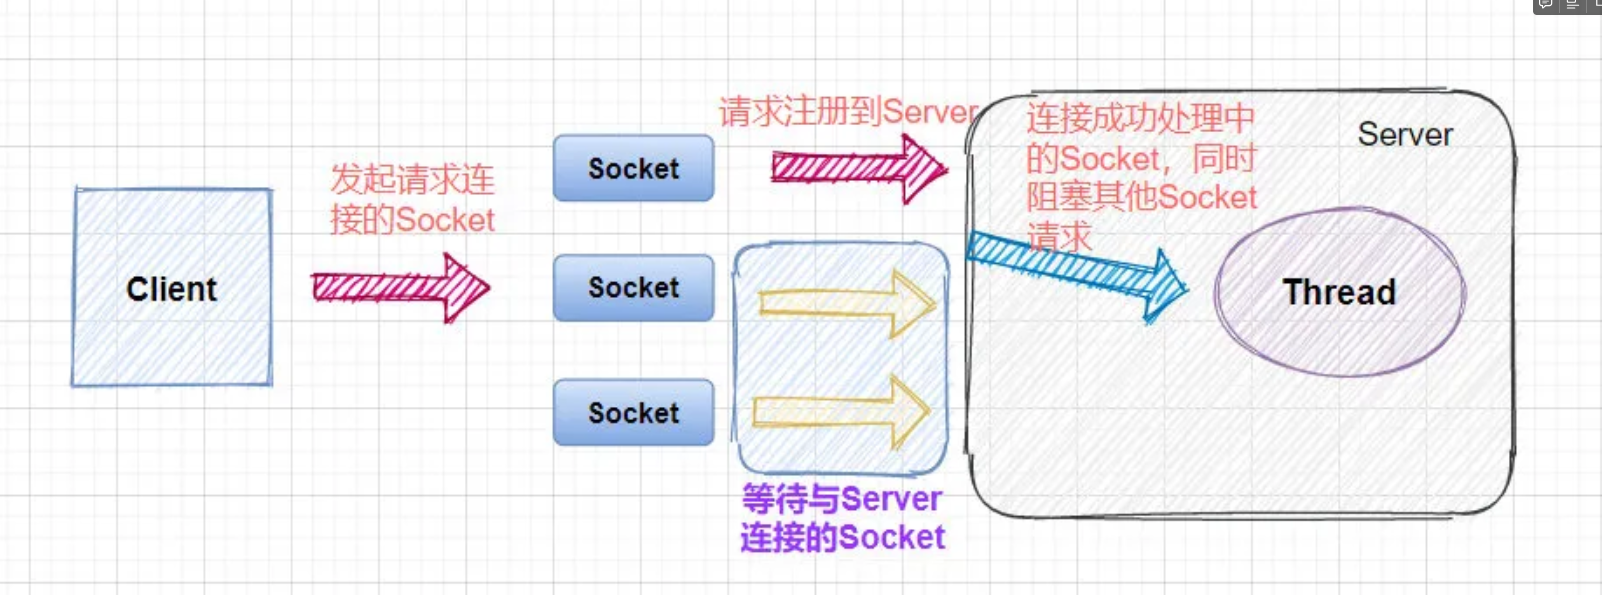 Client
发起请求连
接的Socket
Socket
Socket
Socket
请求注册到Server
等待与Server
连接的Socket
连接成功处理中
的Socket，同时
阻塞其他Socket
请求
Server
Thread